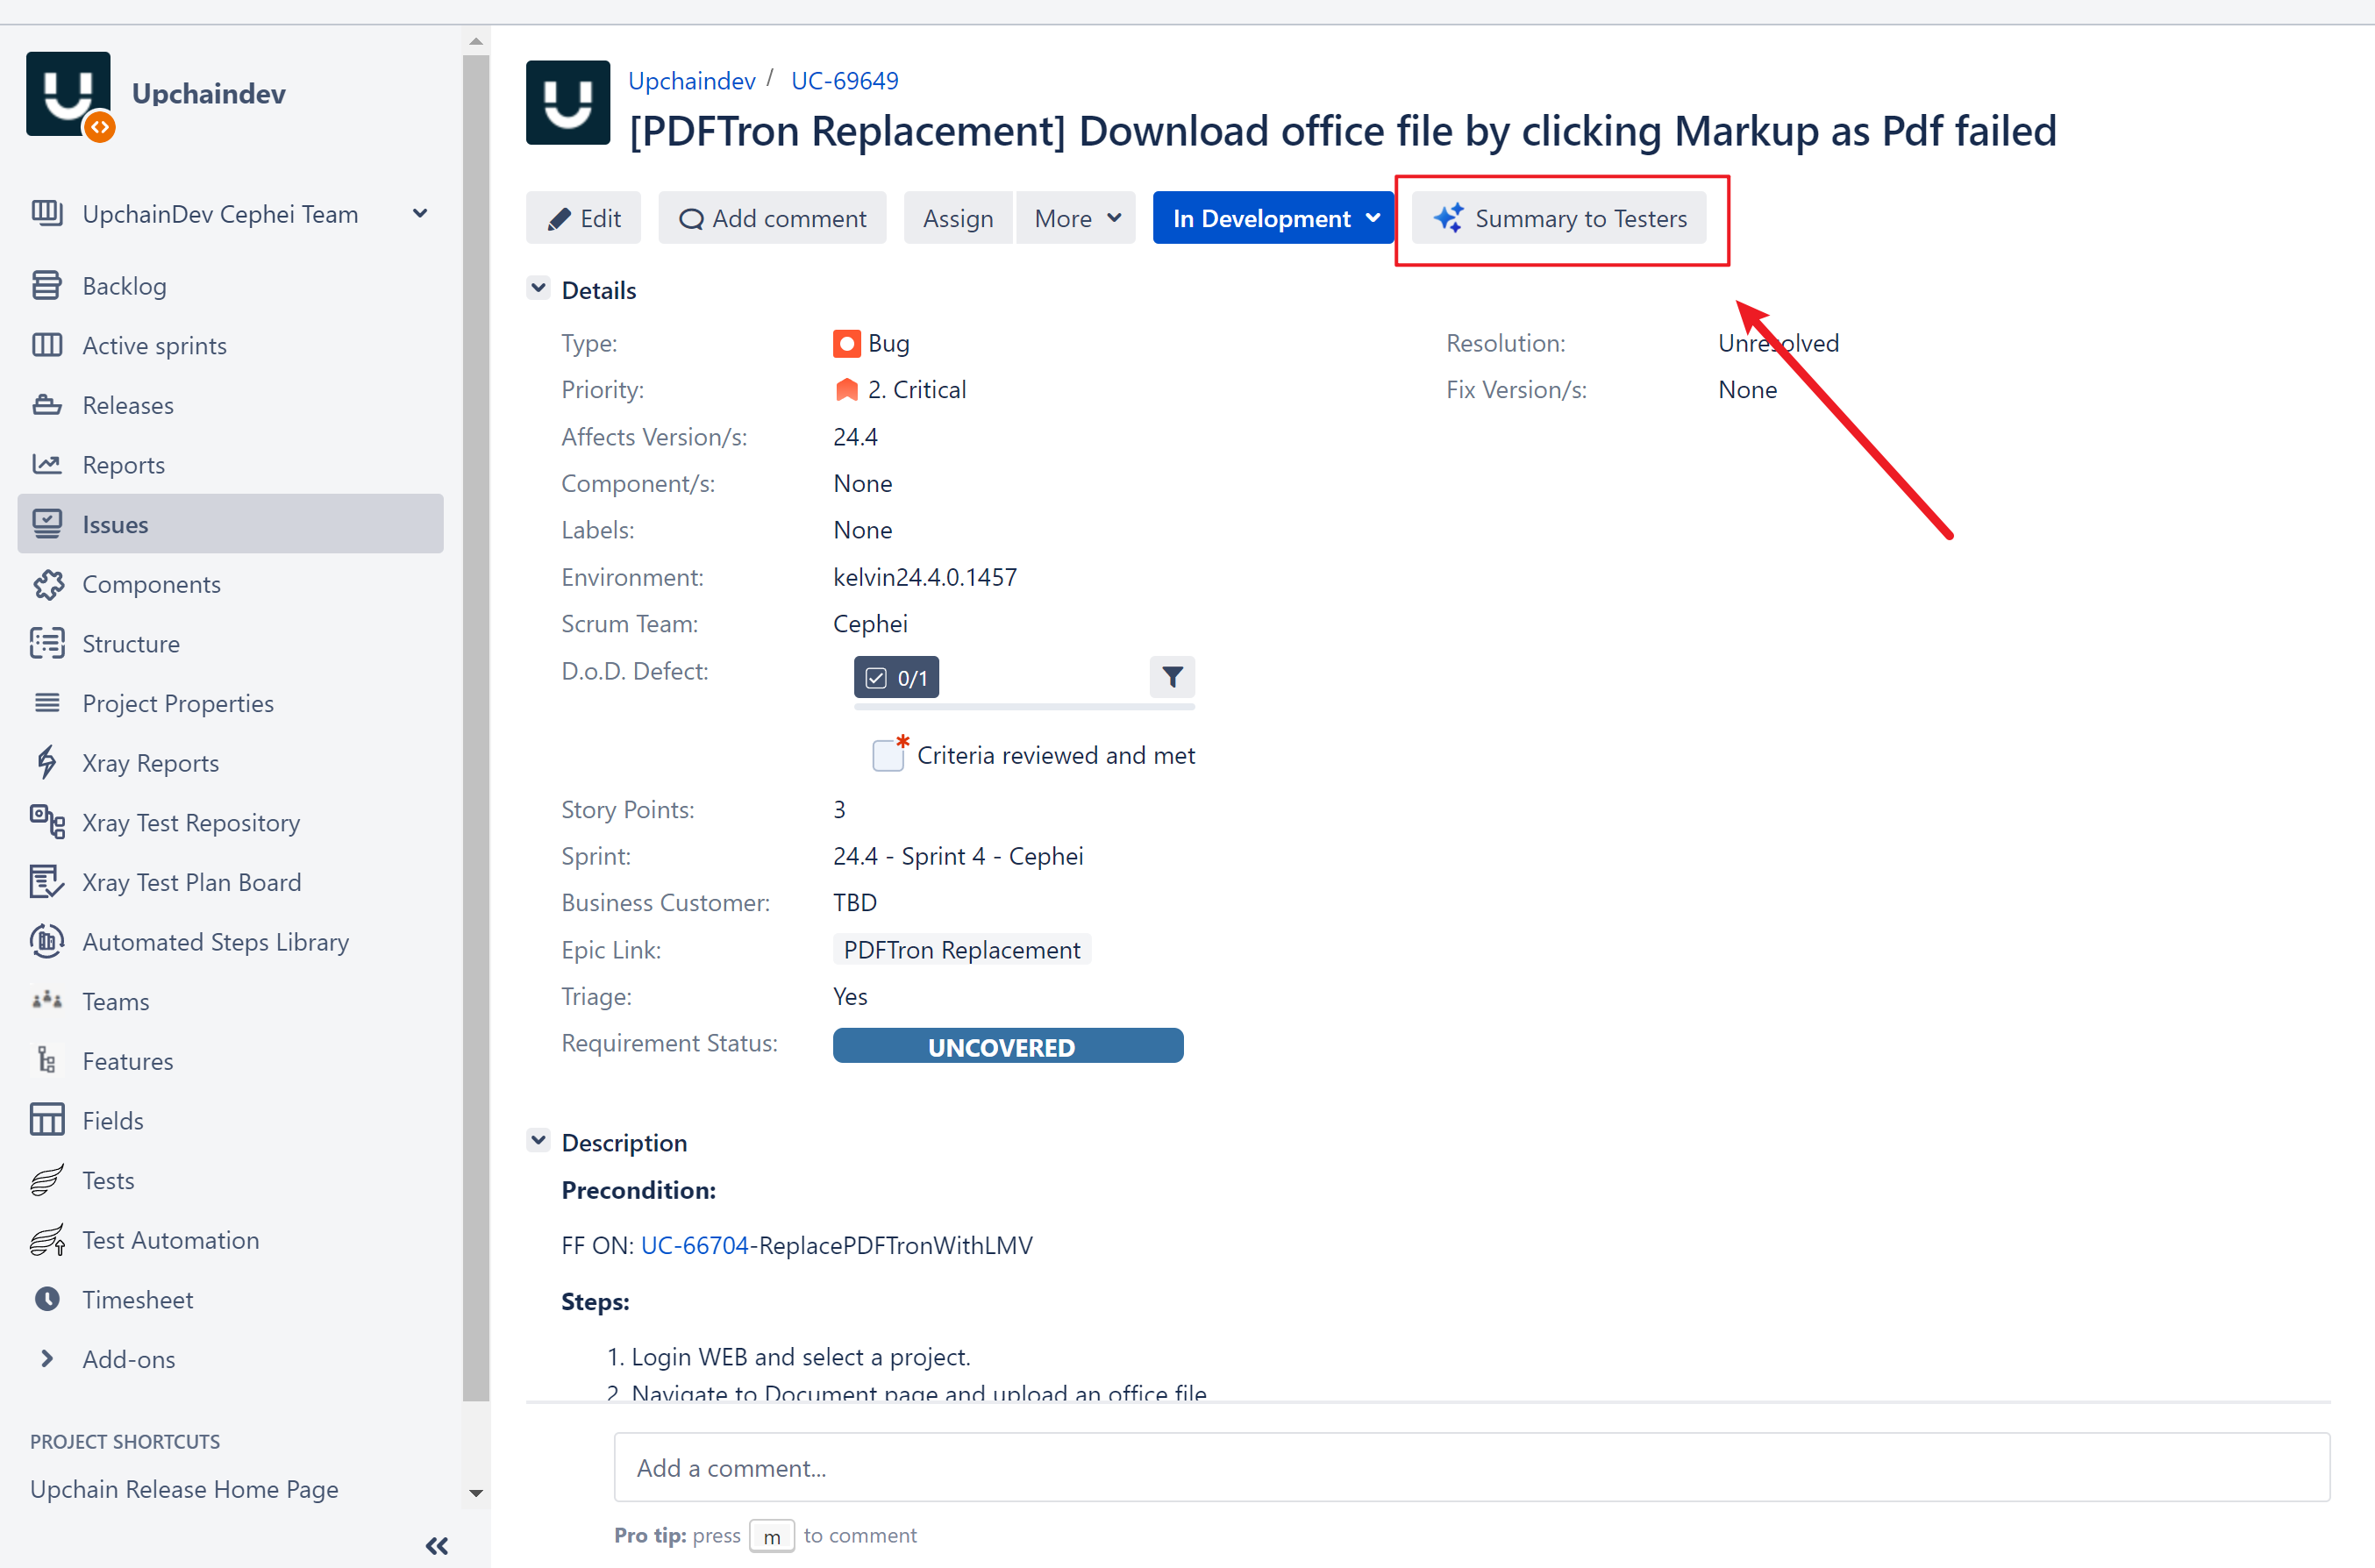 Upchaindev
UpchainDev Cephei Team
Backlog
Active sprints
Releases
Reports
Issues
Components
Structure
Project Properties
Xray Reports
Xray Test Repository
Xray Test Plan Board
Automated Steps Library
Teams
Features
Fields
Tests
Test Automation
Timesheet
Add-ons
PROJECT SHORTCUTS
Upchain Release Home Page
Upchaindev / UC-69649
[PDFTron Replacement] Download office file by clicking Markup as Pdf failed
Edit Add comment Assign More In Development Summary to Testers
Details
Type: Bug
Resolution: Unresolved
Priority: 2. Critical
Fix Version/s: None
Affects Version/s: 24.4
Component/s: None
Labels: None
Environment: kelvin24.4.0.1457
Scrum Team: Cephei
D.o.D. Defect: 0/1
* Criteria reviewed and met
Story Points: 3
Sprint: 24.4 - Sprint 4 - Cephei
Business Customer: TBD
Epic Link: PDFTron Replacement
Triage: Yes
Requirement Status: UNCOVERED
Description
Precondition:
FF ON: UC-66704-ReplacePDFTronWithLMV
Steps:
1. Login WEB and select a project.
2. Navigate to Document page and upload an office file
Add a comment...
Pro tip: press m to comment